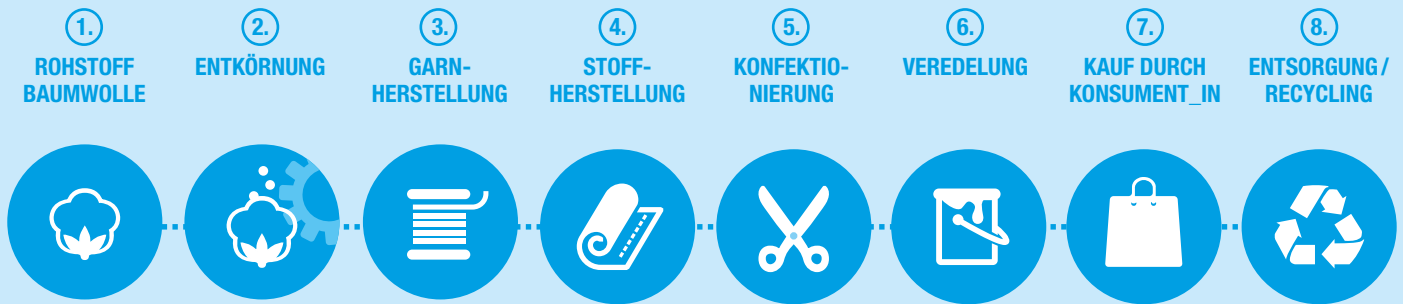 1.
ROHSTOFF
BAUMWOLLE
2.
ENTKÖRNUNG
3.
GARN-
HERSTELLUNG
4.
STOFF-
HERSTELLUNG
5.
KONFEKTIO-
NIERUNG
6.
VEREDELUNG
7.
KAUF DURCH
KONSUMENT_IN
8.
ENTSORGUNG /
RECYCLING